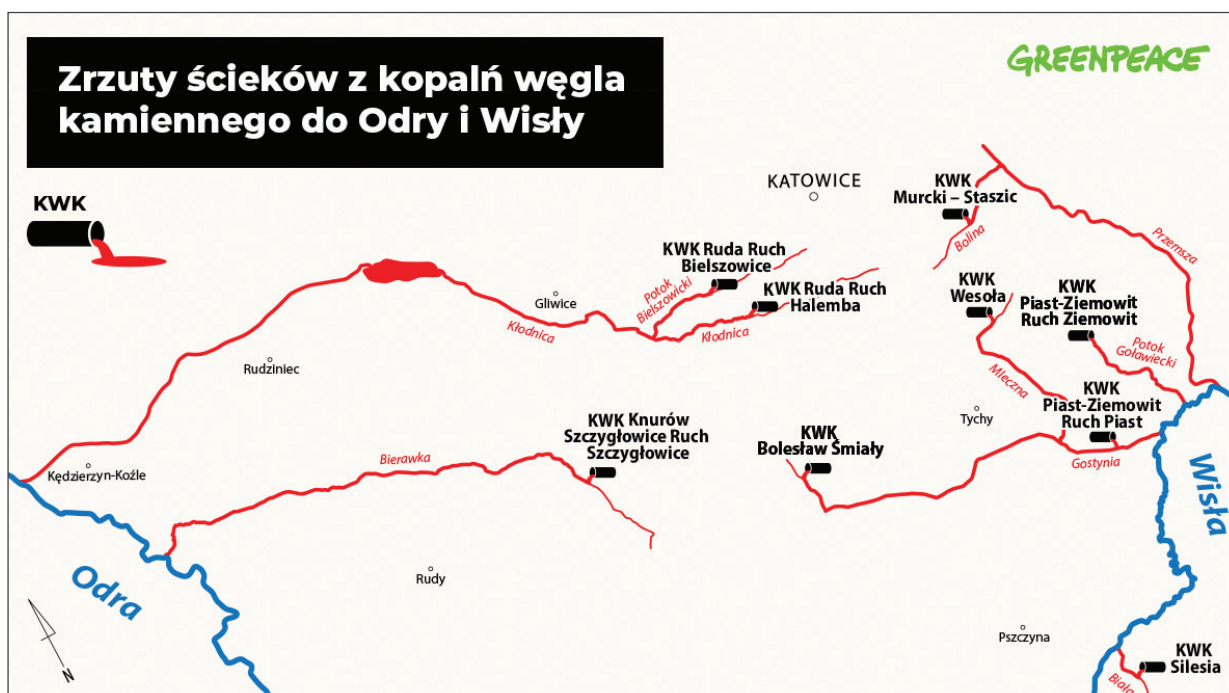 Zrzuty ścieków z kopalń węgla
kamiennego do Odry i Wisły
GREENPEACE
KWK
KATOWICE
KWK
Murcki – Staszic
Bolina
Przemsza
KWK Ruda Ruch
Bielszowice
Potok
Bielszowicki
KWK Ruda Ruch
Halemba
Kłodnica
Gliwice
Kłodnica
KWK
Wesoła
KWK
Piast-Ziemowit
Ruch Ziemowit
Potok
Goławiecki
Rudziniec
Mleczna
KWK
Piast-Ziemowit
Ruch Piast
Tychy
KWK Knurów
Szczygłowice Ruch
Szczygłowice
KWK
Bolesław Śmiały
Gostynia
Bierawka
Kędzierzyn-Koźle
Wisła
Odra
Rudy
Pszczyna
KWK
Silesia
Biała
N